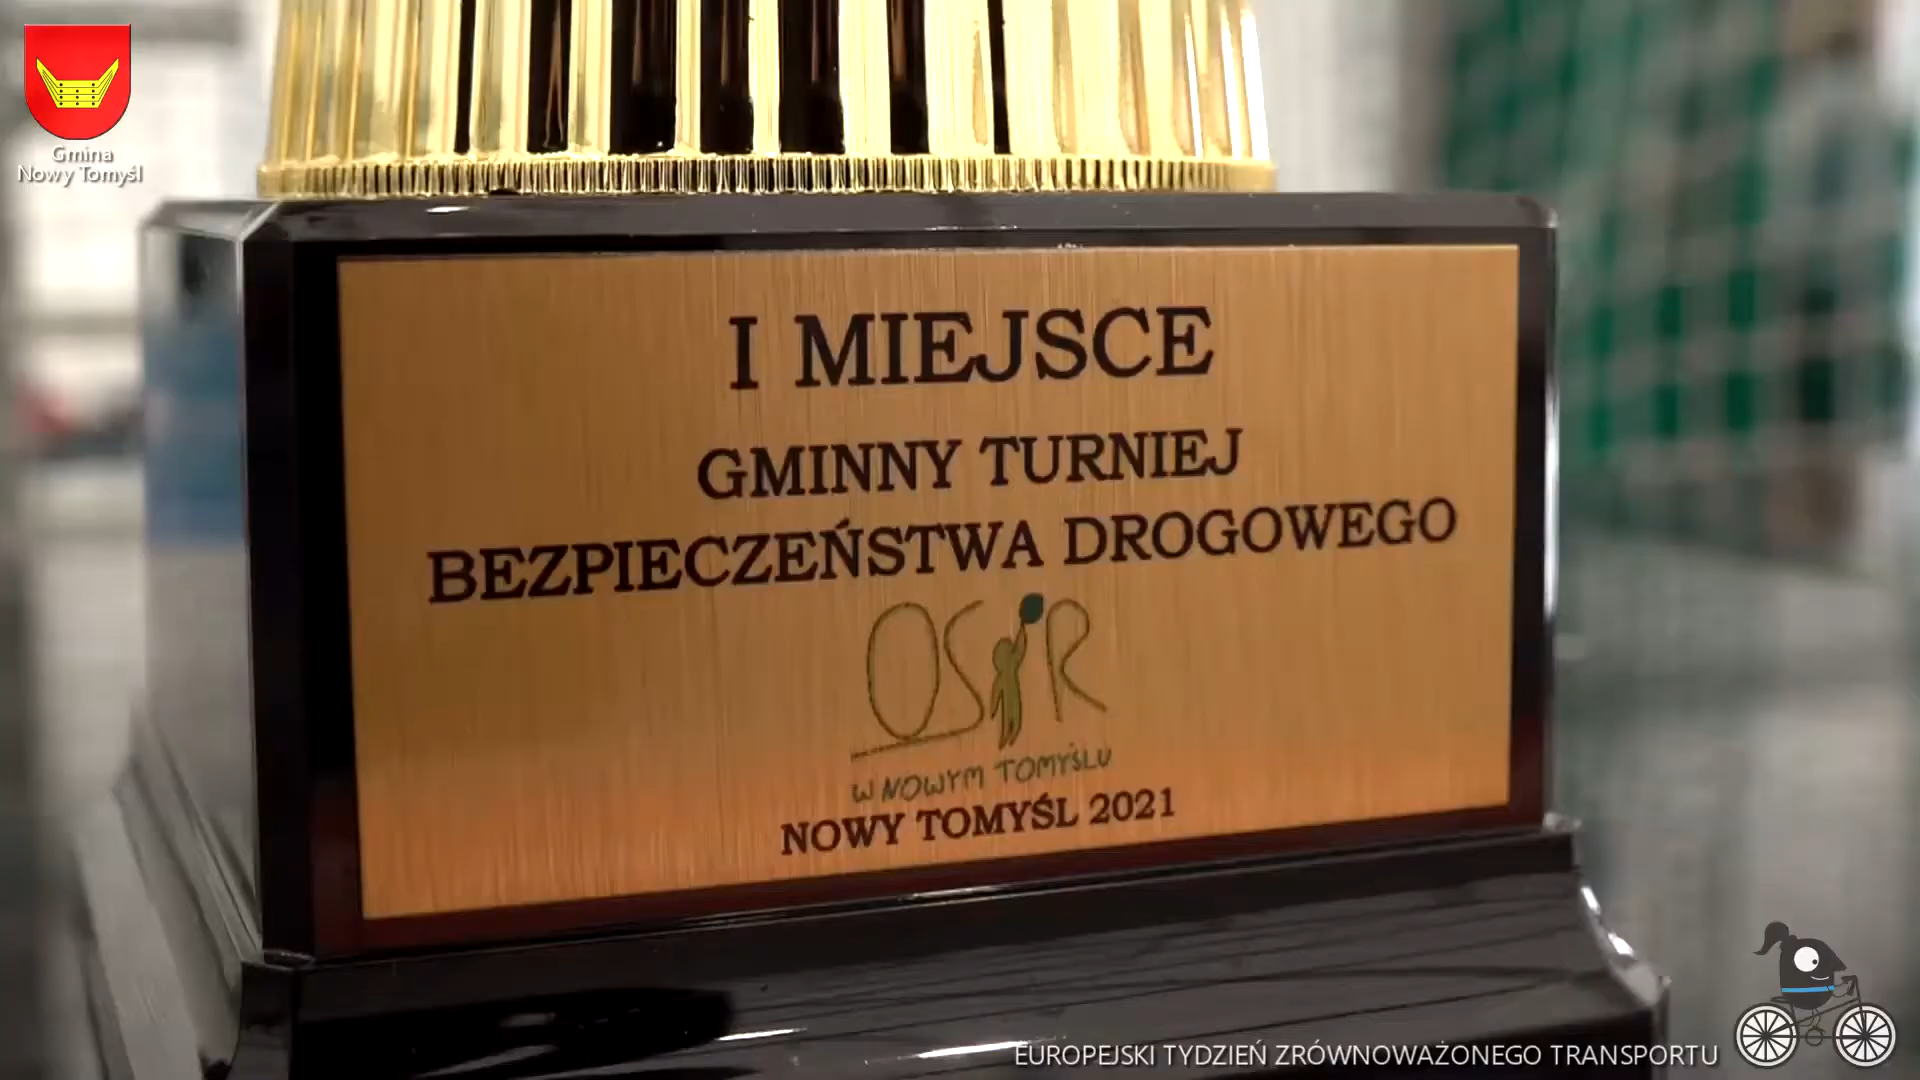 Gmina
Nowy Tomyśl
I MIEJSCE
GMINNY TURNIEJ
BEZPIECZEŃSTWA DROGOWEGO
OSiR
W NOWYM TOMYŚLU
NOWY TOMYŚL 2021
EUROPEJSKI TYDZIEŃ ZRÓWNOWAŻONEGO TRANSPORTU